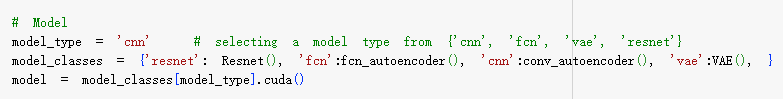 # Model
model_type = 'cnn' # selecting a model type from {'cnn', 'fcn', 'vae', 'resnet'}
model_classes = {'resnet': Resnet(), 'fcn':fcn_autoencoder(), 'cnn':conv_autoencoder(), 'vae':VAE(), }
model = model_classes[model_type].cuda()